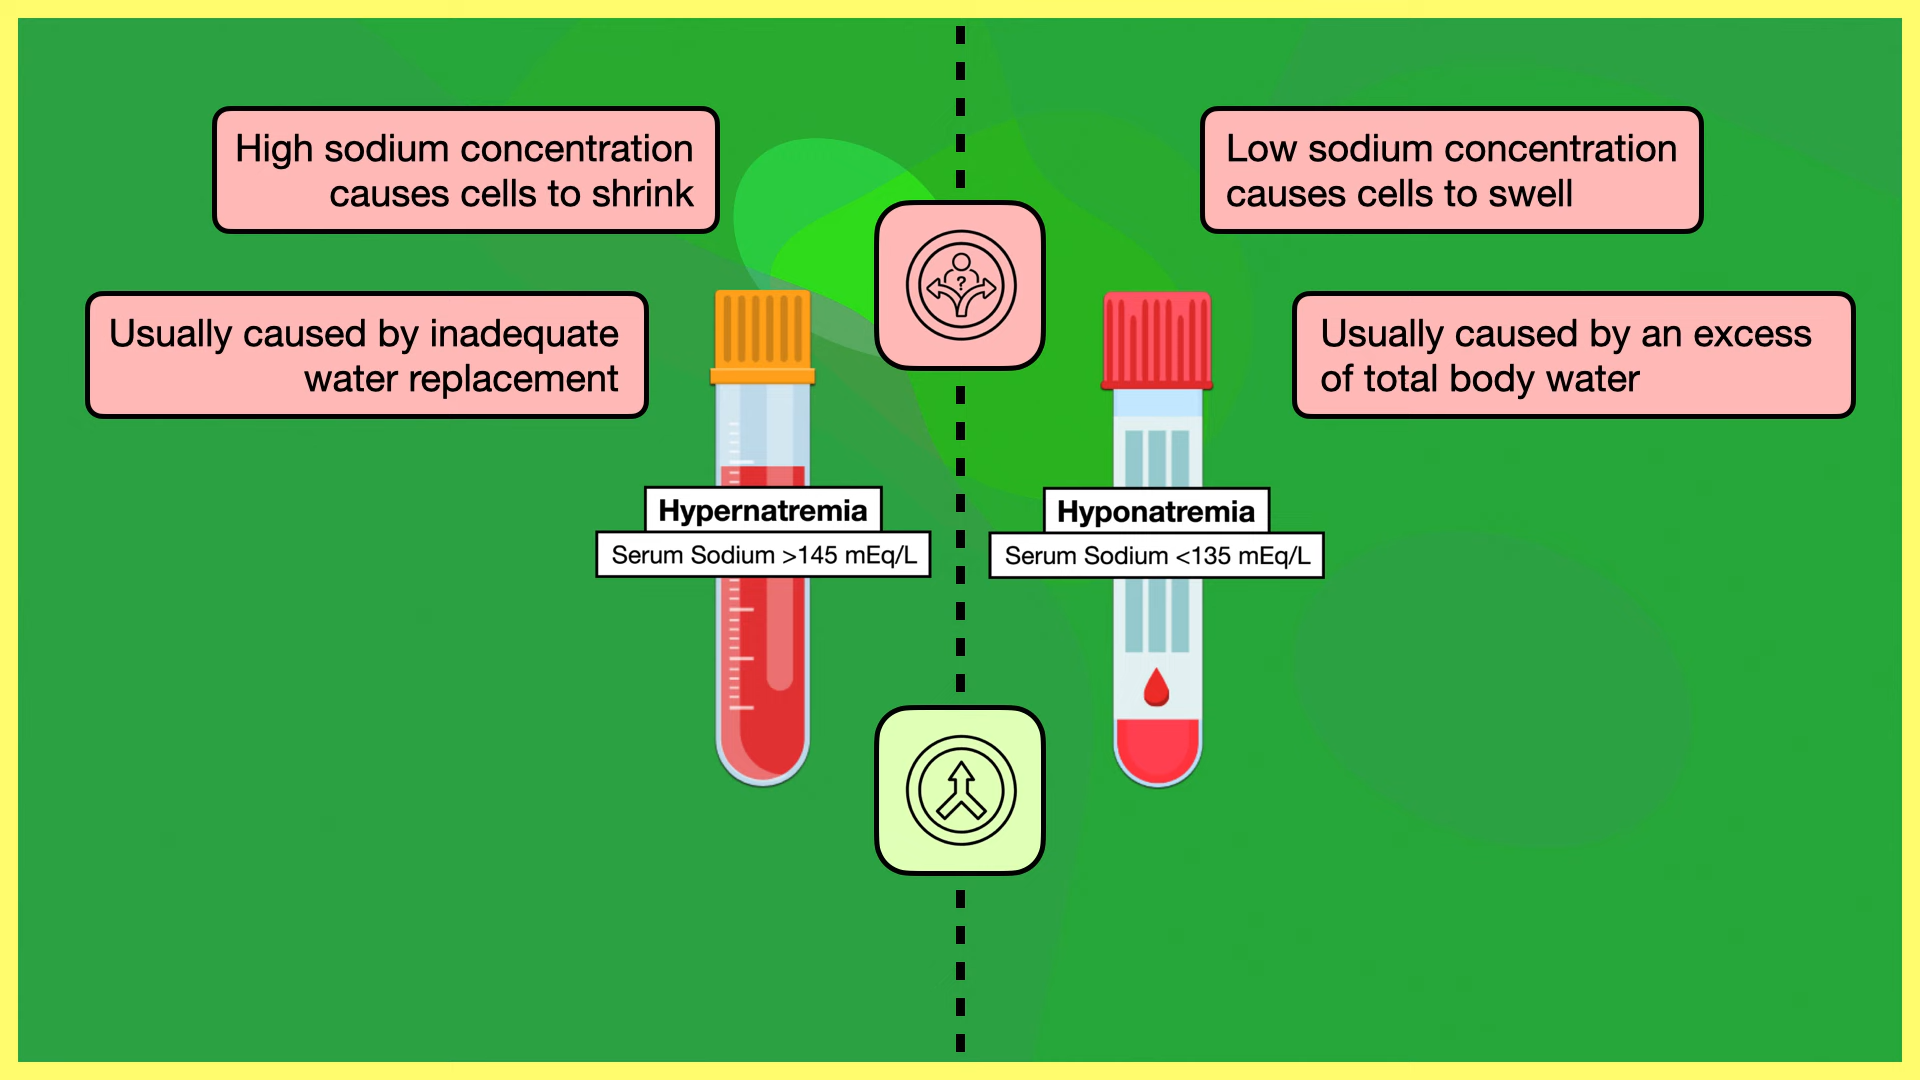 High sodium concentration
causes cells to shrink
Usually caused by inadequate
water replacement
Hypernatremia
Serum Sodium >145 mEq/L
?
Low sodium concentration
causes cells to swell
Usually caused by an excess
of total body water
Hyponatremia
Serum Sodium <135 mEq/L